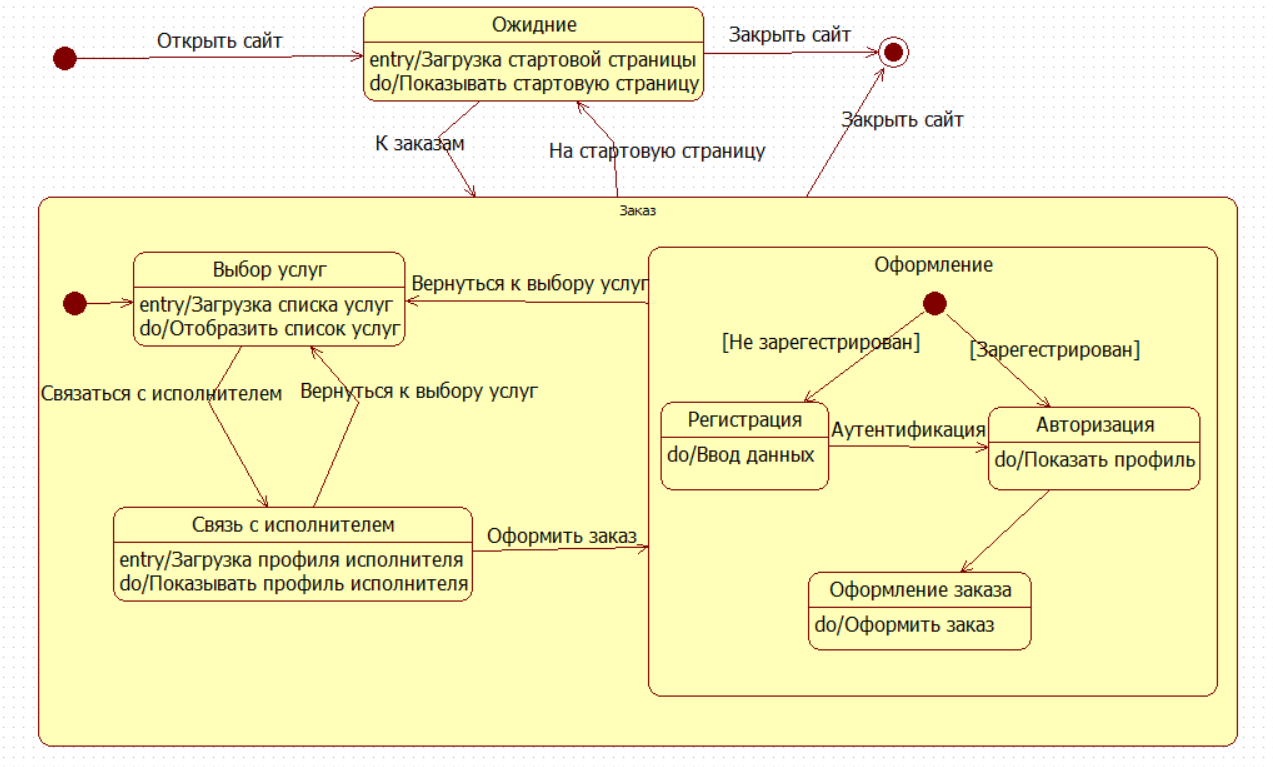 Ожидние
Открыть сайт
Закрыть сайт
entry/Загрузка стартовой страницы
do/Показывать стартовую страницу
Закрыть сайт
К заказам
На стартовую страницу
Заказ
Выбор услуг
entry/Загрузка списка услуг
do/Отобразить список услуг
Вернуться к выбору услуг
Оформление
[Не зарегестрирован]
[Зарегестрирован]
Связаться с исполнителем
Вернуться к выбору услуг
Регистрация
do/Ввод данных
Аутентификация
Авторизация
do/Показать профиль
Связь с исполнителем
entry/Загрузка профиля исполнителя
do/Показывать профиль исполнителя
Оформить заказ
Оформление заказа
do/Оформить заказ